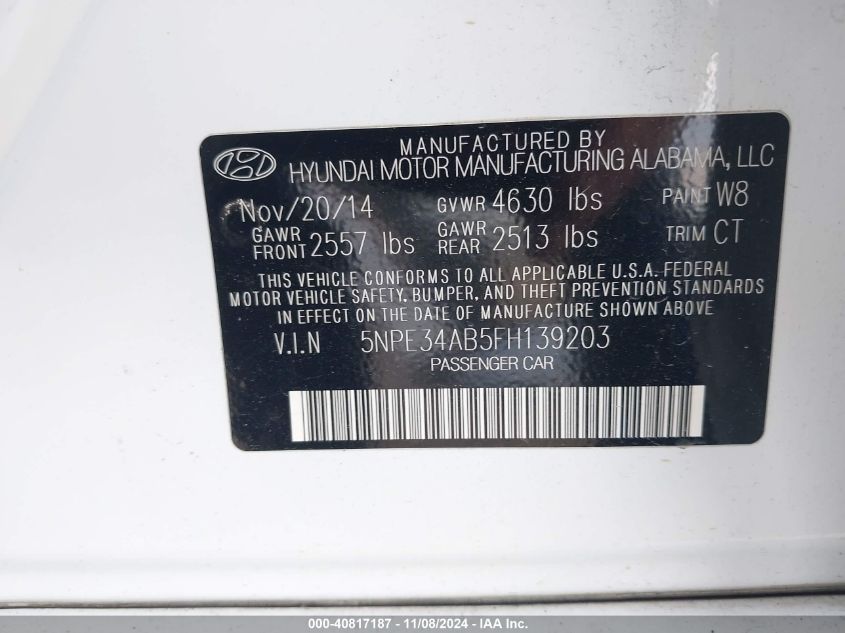 MANUFACTURED BY
HYUNDAI MOTOR MANUFACTURING ALABAMA, LLC
Nov/20/14 GVWR 4630 lbs PAINT W8
GAWR FRONT 2557 lbs GAWR REAR 2513 lbs TRIM CT
THIS VEHICLE CONFORMS TO ALL APPLICABLE U.S.A. FEDERAL
MOTOR VEHICLE SAFETY, BUMPER, AND THEFT PREVENTION STANDARDS
IN EFFECT ON THE DATE OF MANUFACTURE SHOWN ABOVE
V.I.N 5NPE34AB5FH139203
PASSENGER CAR
000-40817187 - 11/08/2024 - IAA Inc.